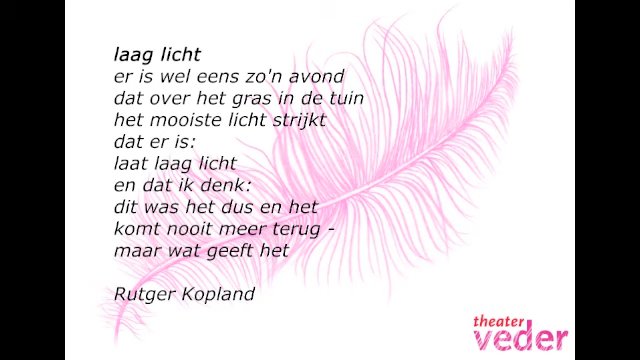 laag licht
er is wel eens zo'n avond
dat over het gras in de tuin
het mooiste licht strijkt
dat er is:
laat laag licht
en dat ik denk:
dit was het dus en het
komt nooit meer terug -
maar wat geeft het
Rutger Kopland
theater
veder